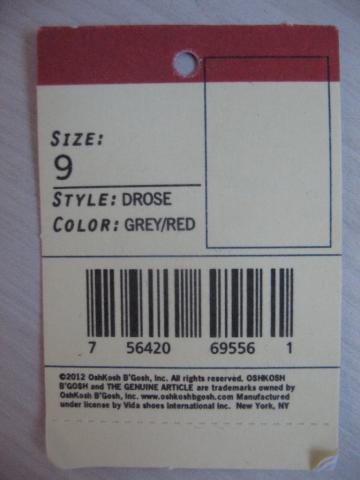 SIZE:
9
STYLE: DROSE
COLOR: GREY/RED
7 56420 69556 1
©2012 OshKosh B'Gosh, Inc. All rights reserved. OSHKOSH
B'GOSH and THE GENUINE ARTICLE are trademarks owned by
OshKosh B'Gosh, Inc. www.oshkoshbgosh.com Manufactured
under license by Vida shoes International Inc. New York, NY